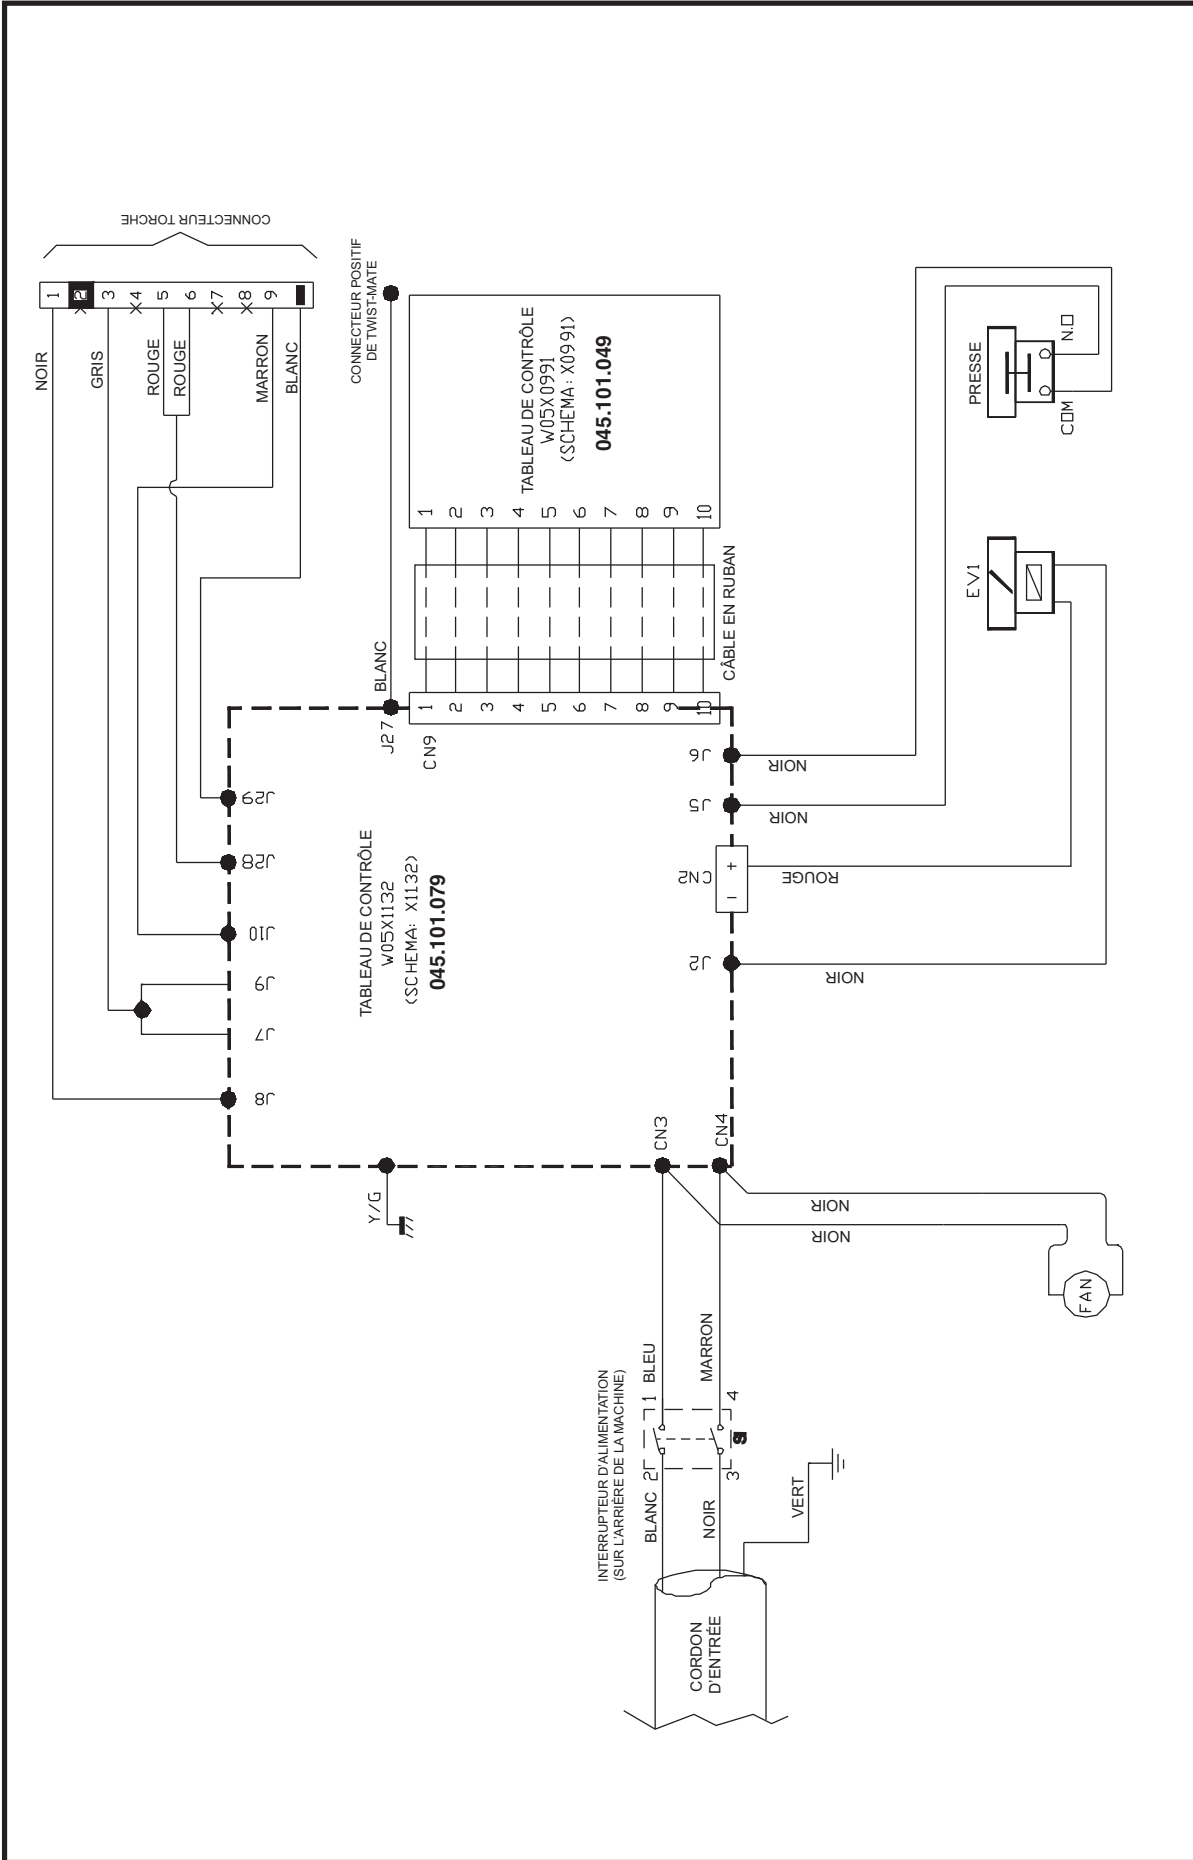 CONNECTEUR TORCHE
1
2
3
4
5
6
7
8
9
NOIR
GRIS
ROUGE
ROUGE
MARRON
BLANC
CONNECTEUR POSITIF
DE TWIST-MATE
BLANC
J27
TABLEAU DE CONTRÔLE
W05X0991
(SCHEMA: X0991)
045.101.049
1
2
3
4
5
6
7
8
9
10
CÂBLE EN RUBAN
CN9
1
2
3
4
5
6
7
8
9
10
J29
J28
J10
J9
J7
J8
TABLEAU DE CONTRÔLE
W05X1132
(SCHEMA: X1132)
045.101.079
J6
NOIR
J5
NOIR
CN2
+
-
ROUGE
J2
NOIR
PRESSE
COM
N.O
EV1
Y/G
CN3
CN4
NOIR
NOIR
FAN
INTERRUPTEUR D'ALIMENTATION
(SUR L'ARRIÈRE DE LA MACHINE)
BLANC
2
1
BLEU
NOIR
3
4
MARRON
S1
VERT
CORDON
D'ENTRÉE